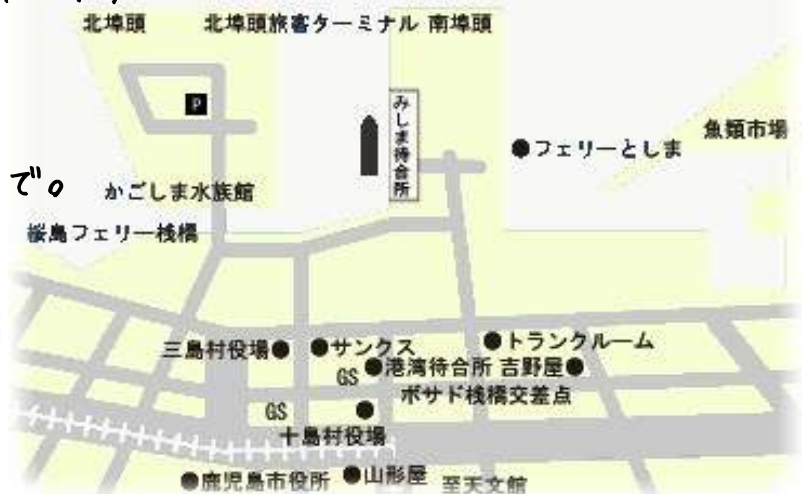 北埠頭
北埠頭旅客ターミナル
南埠頭
P
みしま待合所
魚類市場
●フェリーとしま
で。
かごしま水族館
桜島フェリー桟橋
三島村役場●
●サンクス
●トランクルーム
GS
●港湾待合所
吉野屋●
ボサド桟橋交差点
GS
十島村役場
●鹿児島市役所
●山形屋
至天文館